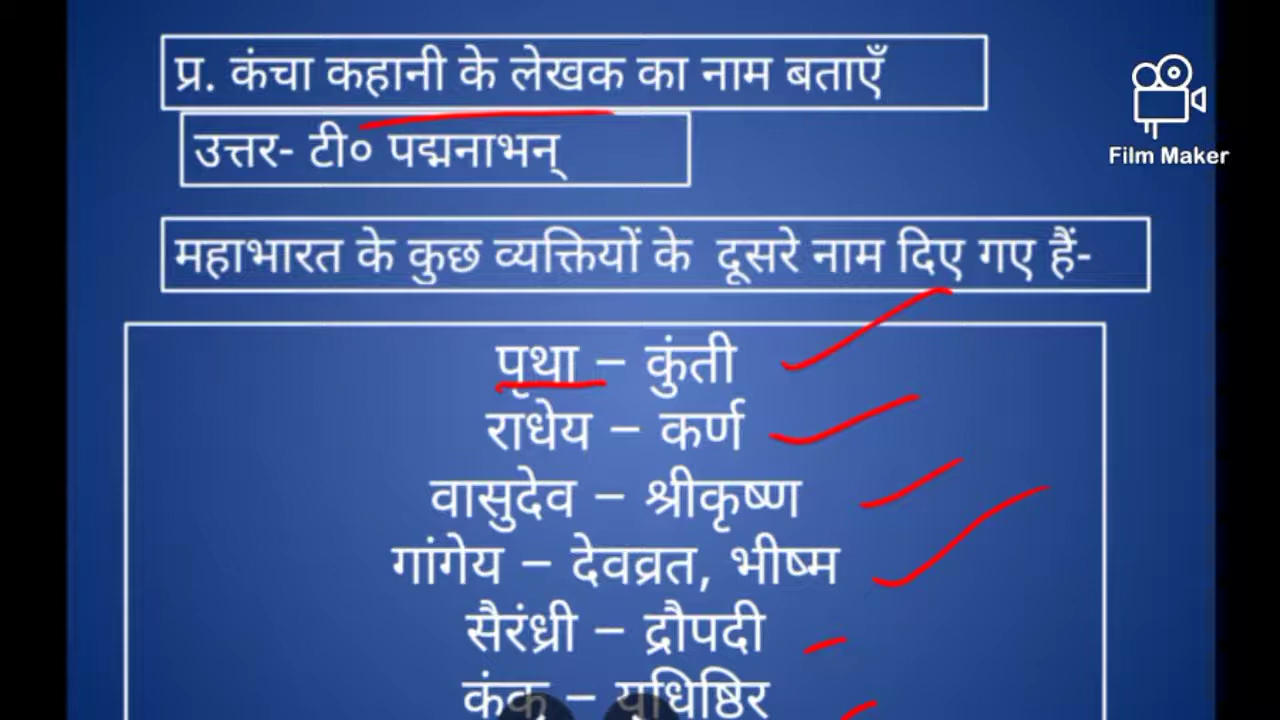 प्र. कंचा कहानी के लेखक का नाम बताएँ
उत्तर- टी० पद्मनाभन्
Film Maker
महाभारत के कुछ व्यक्तियों के दूसरे नाम दिए गए हैं-
पृथा – कुंती
राधेय – कर्ण
वासुदेव – श्रीकृष्ण
गांगेय – देवव्रत, भीष्म
सैरंध्री – द्रौपदी
कंक – युधिष्ठिर